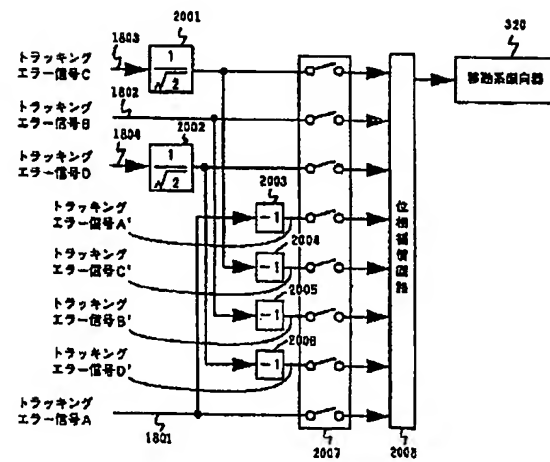 2001
320
1803
トラッキング
エラー信号C
1
√2
移動系偏向器
1802
トラッキング
エラー信号B
2002
1804
トラッキング
エラー信号D
1
√2
2003
トラッキング
エラー信号A'
-1
2004
トラッキング
エラー信号C'
-1
2005
トラッキング
エラー信号B'
-1
2006
トラッキング
エラー信号D'
-1
位相補償回路
トラッキング
エラー信号A
1801
2007
2008